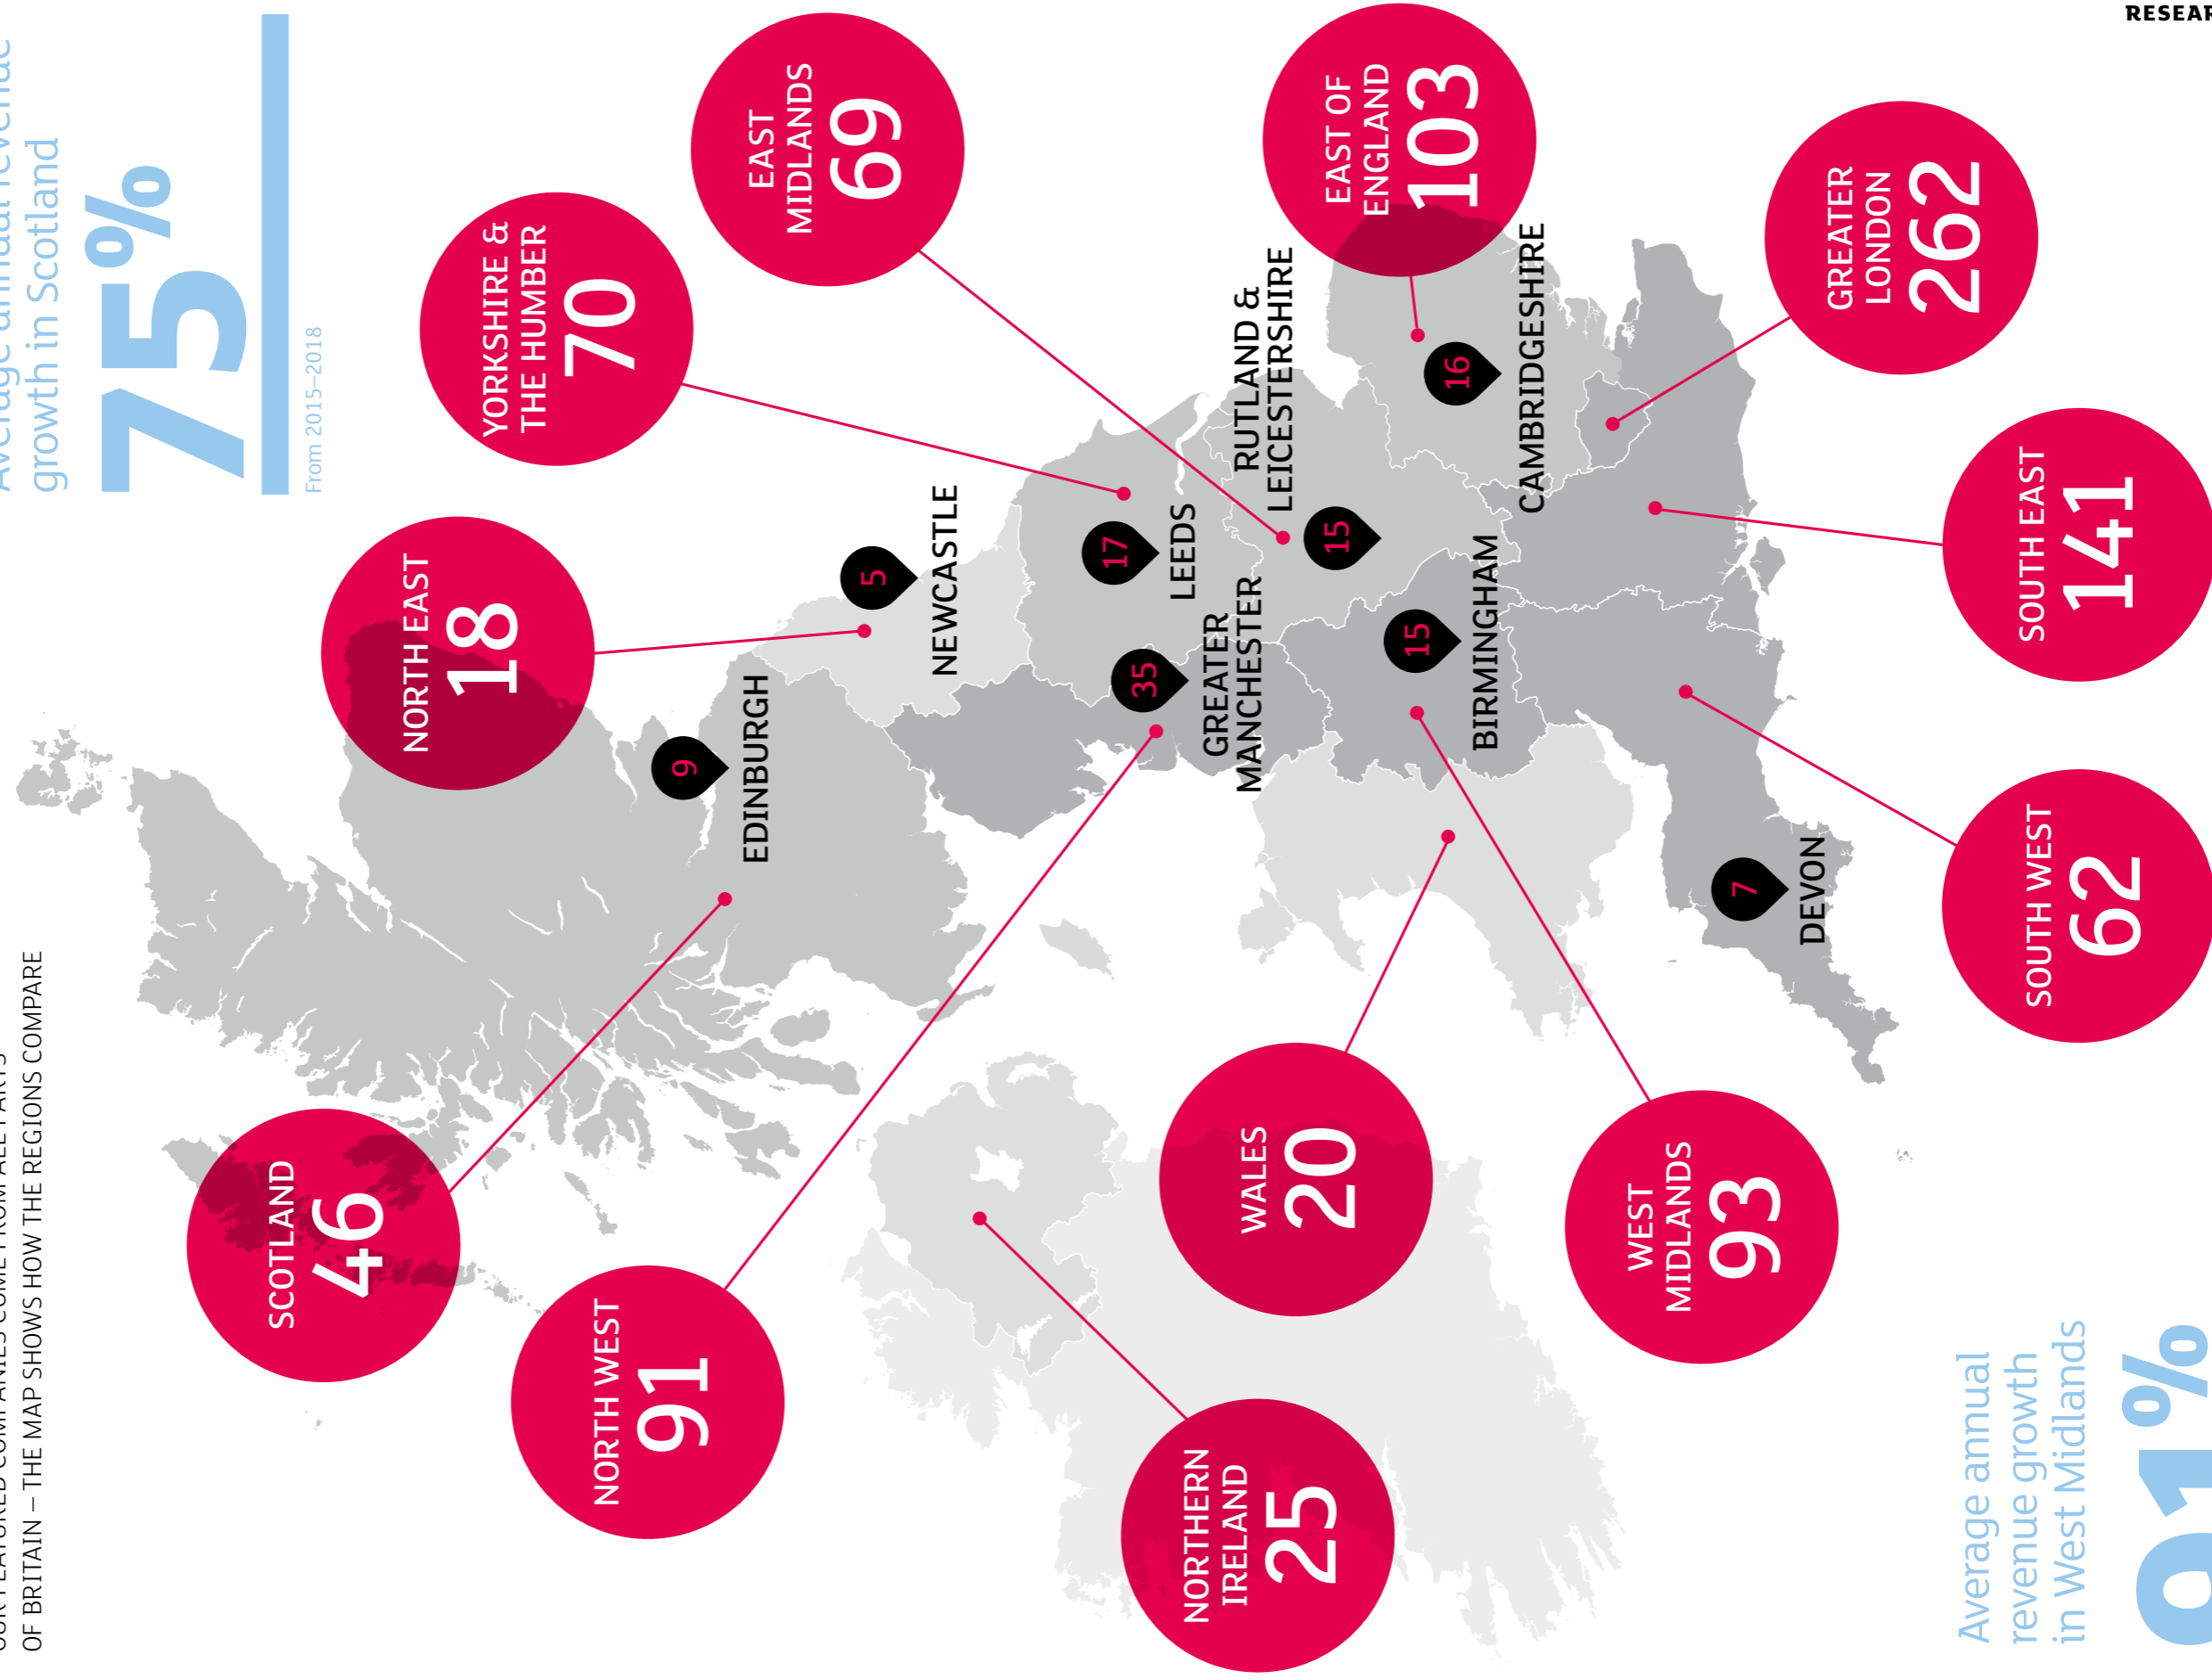 OUR FEATURED COMPANIES COME FROM ALL PARTS
OF BRITAIN – THE MAP SHOWS HOW THE REGIONS COMPARE
Average annual revenue
growth in Scotland
75%
From 2015–2018
SCOTLAND
46
NORTH EAST
18
YORKSHIRE &
THE HUMBER
70
NORTH WEST
91
9
EDINBURGH
EAST
MIDLANDS
69
5
NEWCASTLE
17
LEEDS
35
GREATER
MANCHESTER
RUTLAND &
LEICESTERSHIRE
15
NORTHERN
IRELAND
25
WALES
20
EAST OF
ENGLAND
103
15
BIRMINGHAM
16
CAMBRIDGESHIRE
WEST
MIDLANDS
93
7
DEVON
GREATER
LONDON
262
SOUTH WEST
62
SOUTH EAST
141
Average annual
revenue growth
in West Midlands